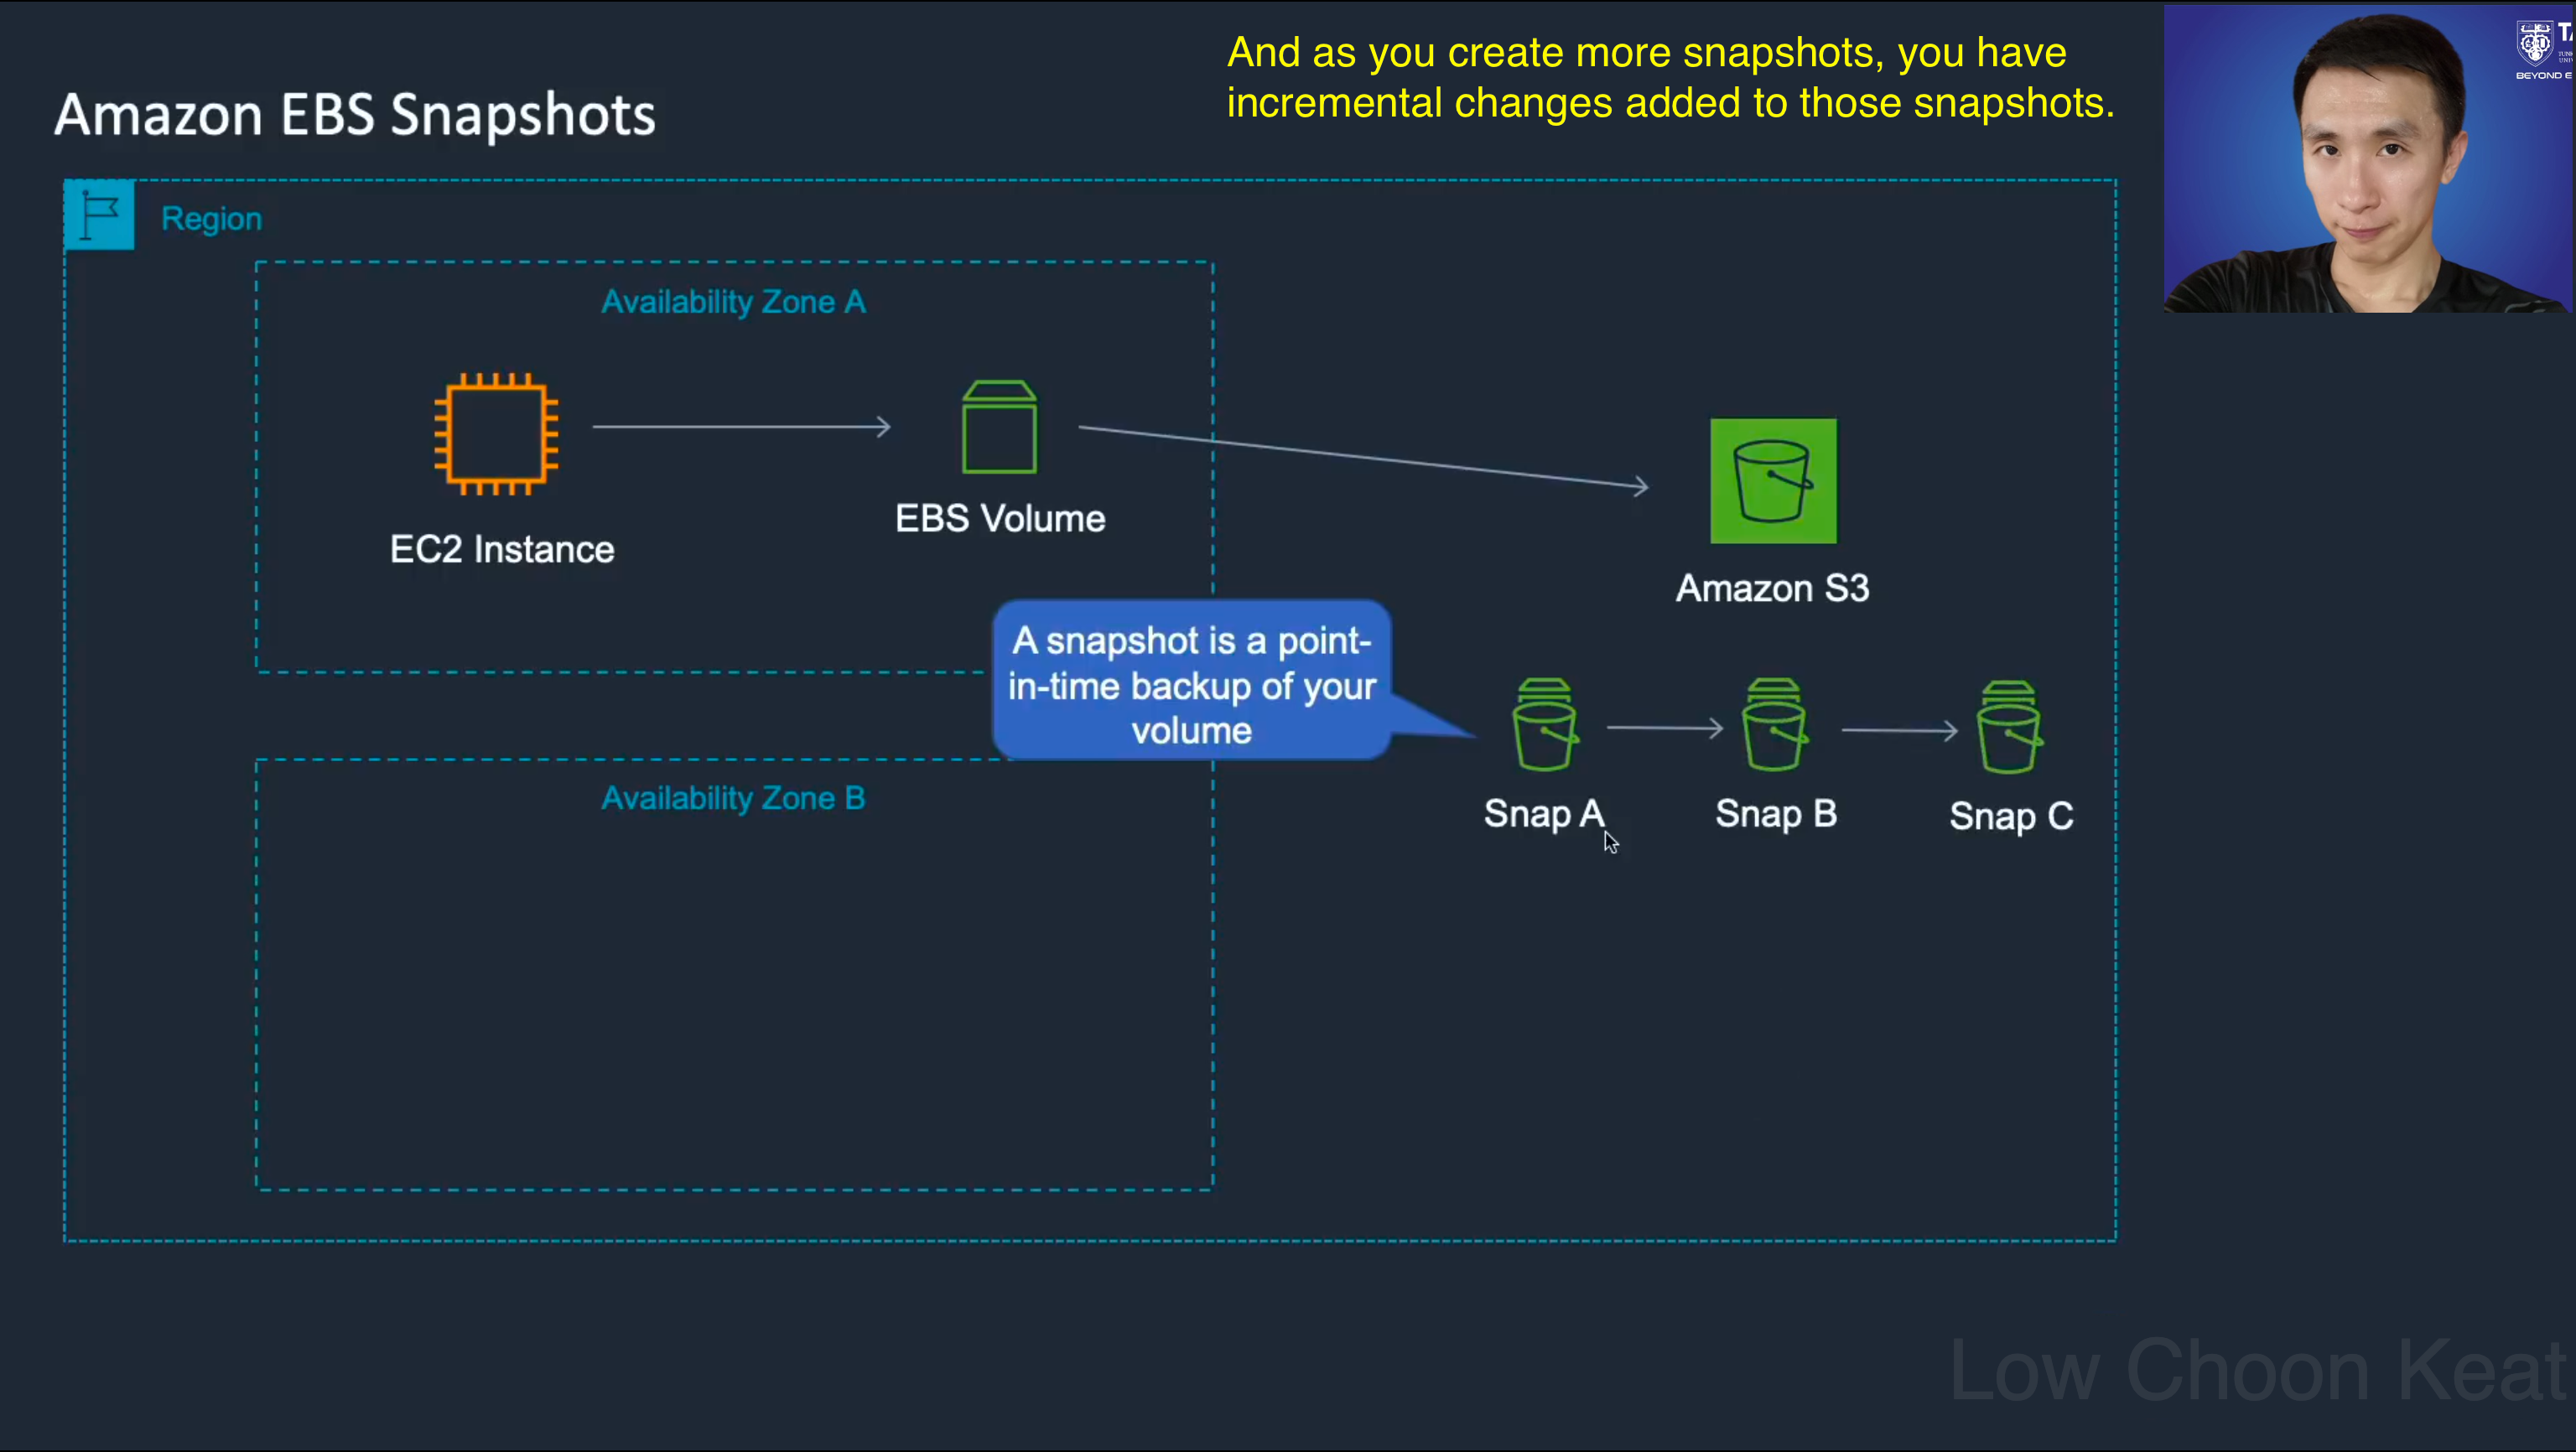 And as you create more snapshots, you have
incremental changes added to those snapshots.
Amazon EBS Snapshots
Region
Availability Zone A
EC2 Instance
EBS Volume
Amazon S3
A snapshot is a point-
in-time backup of your
volume
Snap A
Snap B
Snap C
Availability Zone B
BEYOND E
Low Choon Keat